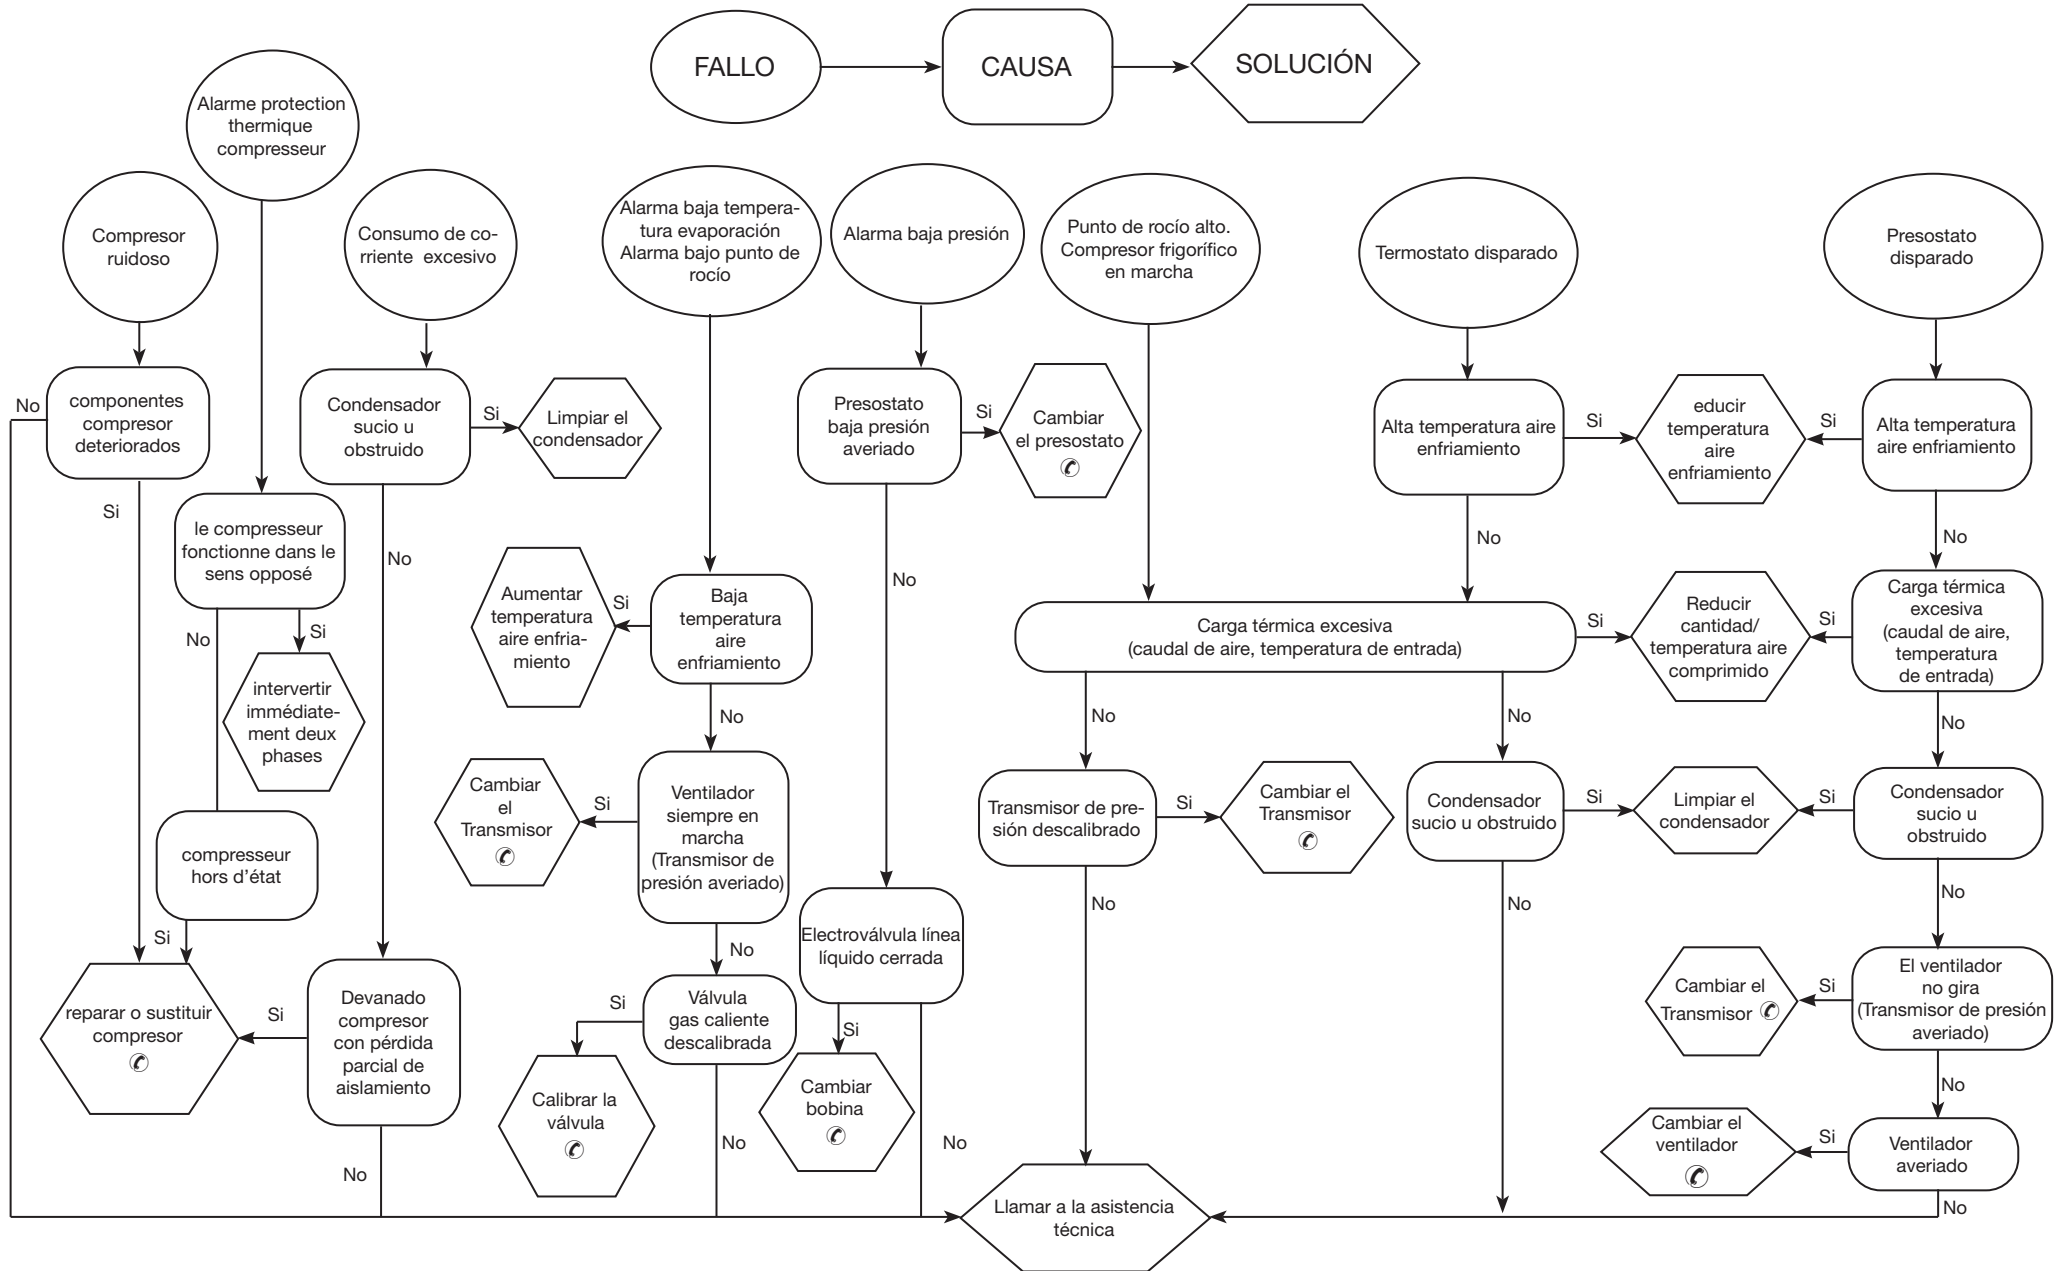 FALLO
CAUSA
SOLUCIÓN
Alarme protection
thermique
compresseur
Compresor
ruidoso
Consumo de co-
rriente excesivo
Alarma baja tempera-
tura evaporación
Alarma bajo punto de
rocío
Alarma baja presión
Punto de rocío alto.
Compresor frigorífico
en marcha
Termostato disparado
Presostato
disparado
No
componentes
compresor
deteriorados
Si
Condensador
sucio u
obstruido
Si
Limpiar el
condensador
No
Presostato
baja presión
averiado
Si
Cambiar
el presostato
No
Alta temperatura aire
enfriamiento
Si
educir
temperatura
aire
enfriamiento
Si
Alta temperatura
aire enfriamiento
No
No
le compresseur
fonctionne dans le
sens opposé
No
Si
intervertir
immédiate-
ment deux
phases
Aumentar
temperatura
aire enfria-
miento
Si
Baja
temperatura
aire
enfriamiento
No
Carga térmica excesiva
(caudal de aire, temperatura de entrada)
Si
Reducir
cantidad/
temperatura aire
comprimido
Si
Carga térmica
excesiva
(caudal de aire,
temperatura
de entrada)
No
No
No
Cambiar
el
Transmisor
Si
Ventilador
siempre en
marcha
(Transmisor de
presión averiado)
No
Transmisor de pre-
sión descalibrado
Si
Cambiar el
Transmisor
No
Condensador
sucio u obstruido
Si
Limpiar el
condensador
Si
Condensador
sucio u
obstruido
No
No
compresseur
hors d'état
Si
reparar o sustituir
compresor
Si
Devanado
compresor
con pérdida
parcial de
aislamiento
No
Si
Válvula
gas caliente
descalibrada
Calibrar la
válvula
No
Electroválvula línea
líquido cerrada
Si
Cambiar
bobina
No
Cambiar el
Transmisor
Si
El ventilador
no gira
(Transmisor de presión
averiado)
No
Cambiar el
ventilador
Si
Ventilador
averiado
No
Llamar a la asistencia
técnica